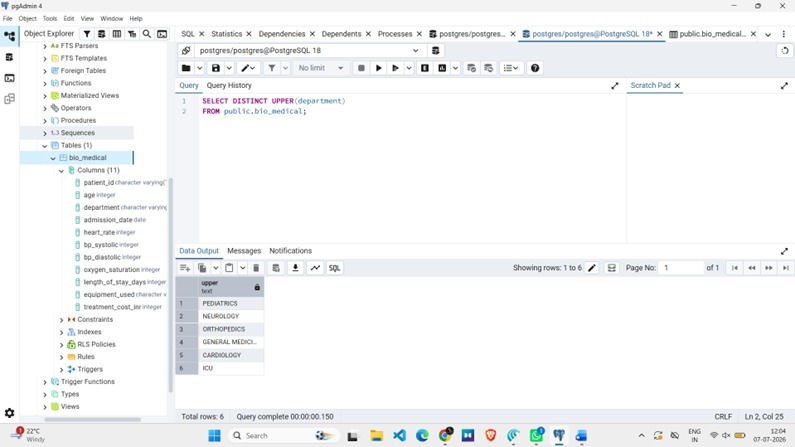 pgAdmin 4
File Object Tools Edit View Window Help
Object Explorer
SQL Statistics Dependencies Dependents Processes postgres/postgres... postgres/postgres@PostgreSQL 18* public.bio_medical...
FTS Parsers
FTS Templates
Foreign Tables
Functions
Materialized Views
Operators
Procedures
1.3 Sequences
Tables (1)
bio_medical
Columns (11)
patient_id character varying(
age integer
department character varying
admission_date date
heart_rate integer
bp_systolic integer
bp_diastolic integer
oxygen_saturation integer
length_of_stay_days integer
equipment_used character v
treatment_cost_inr integer
Constraints
Indexes
RLS Policies
Rules
Triggers
Trigger Functions
Types
Views
postgres/postgres@PostgreSQL 18
No limit
Query Query History
Scratch Pad
1 SELECT DISTINCT UPPER(department)
2 FROM public.bio_medical;
Data Output Messages Notifications
SQL
Showing rows: 1 to 6
Page No: 1 of 1
upper
text
1 PEDIATRICS
2 NEUROLOGY
3 ORTHOPEDICS
4 GENERAL MEDICI...
5 CARDIOLOGY
6 ICU
Total rows: 6 Query complete 00:00:00.150
CRLF Ln 2, Col 25
22°C
Windy
Search
ENG
IN
12:04
07-07-2026